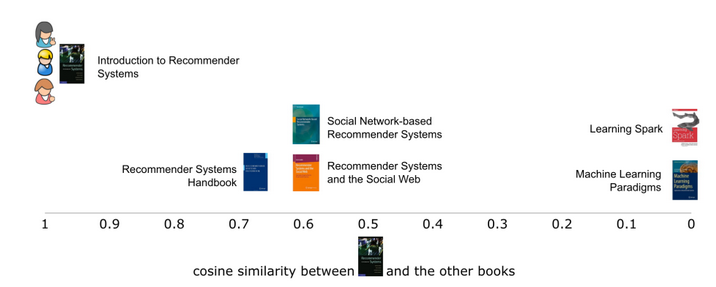 Introduction to Recommender
Systems
Social Network-based
Recommender Systems
Learning Spark
Recommender Systems
Handbook
Recommender Systems
and the Social Web
Machine Learning
Paradigms
1 0.9 0.8 0.7 0.6 0.5 0.4 0.3 0.2 0.1 0
cosine similarity between and the other books